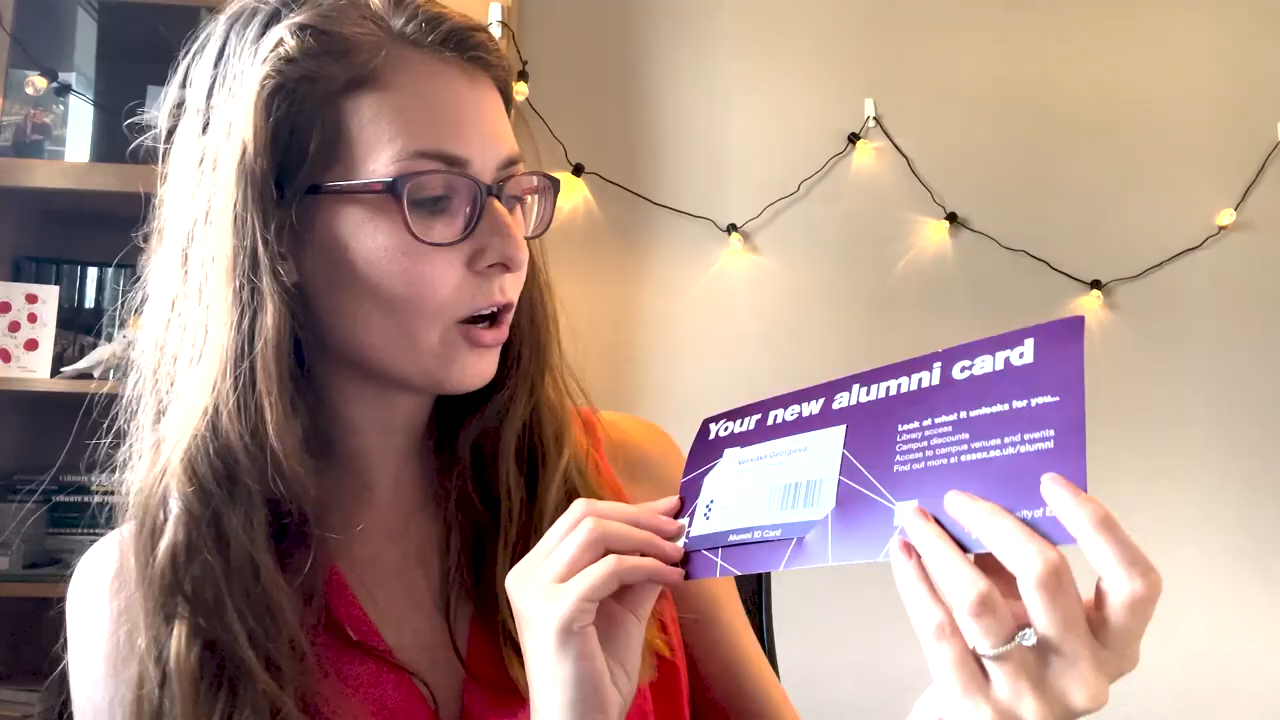 Your new alumni card
Look at what it unlocks for you...
Library access
Campus discounts
Access to campus venues and events
Find out more at essex.ac.uk/alumni
Georgieva
Alumni ID Card